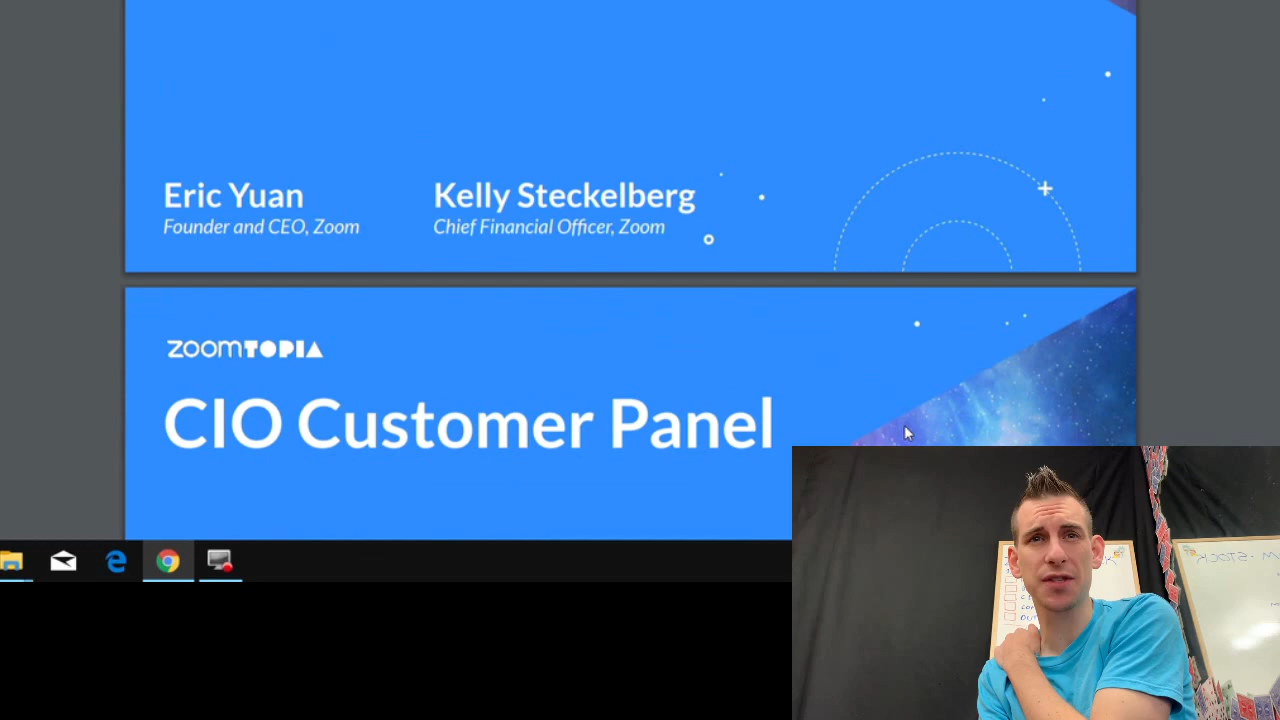 Eric Yuan
Founder and CEO, Zoom
Kelly Steckelberg
Chief Financial Officer, Zoom
zoomTOPIA
CIO Customer Panel